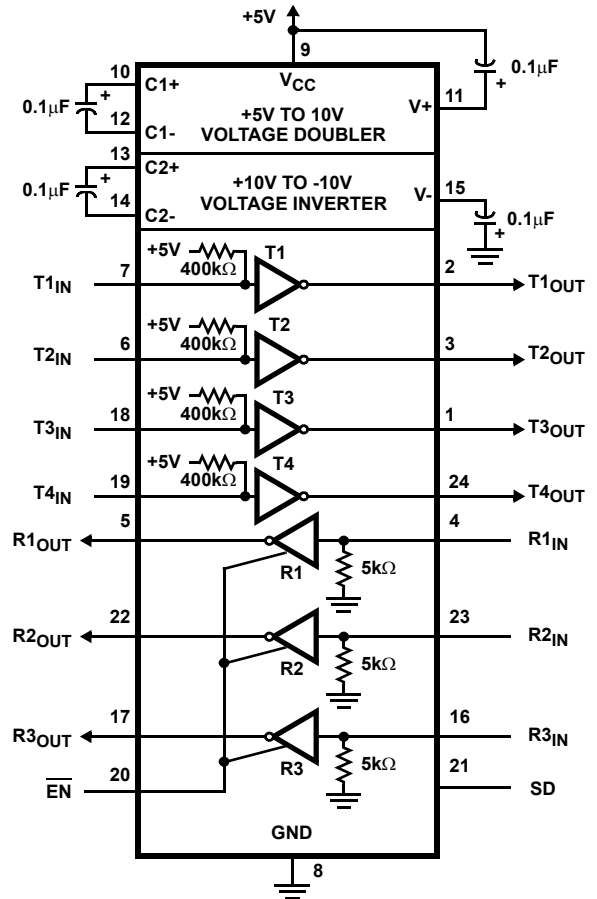 +5V
9
10
C1+
VCC
0.1µF
+
0.1µF
+
V+
11
12
C1-
+5V TO 10V
VOLTAGE DOUBLER
13
C2+
0.1µF
+
14
C2-
+10V TO -10V
VOLTAGE INVERTER
V-
15
0.1µF
+
+5V
400kΩ
T1
T1IN
7
2
T1OUT
+5V
400kΩ
T2
T2IN
6
3
T2OUT
+5V
400kΩ
T3
T3IN
18
1
T3OUT
+5V
400kΩ
T4
T4IN
19
24
T4OUT
R1OUT
5
4
R1IN
R1
5kΩ
R2OUT
22
23
R2IN
R2
5kΩ
R3OUT
17
16
R3IN
R3
5kΩ
EN
20
21
SD
GND
8